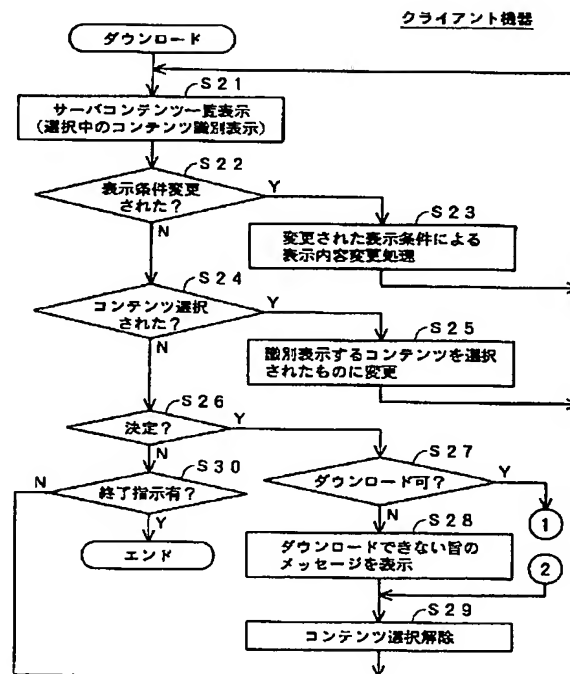 クライアント機器
ダウンロード
S21
サーバコンテンツ一覧表示
(選択中のコンテンツ識別表示)
S22
表示条件変更
された？
Y
N
S23
変更された表示条件による
表示内容変更処理
S24
コンテンツ選択
された？
Y
N
S25
識別表示するコンテンツを選択
されたものに変更
S26
決定？
Y
N
S27
ダウンロード可？
Y
N
①
S30
終了指示有？
N
Y
エンド
S28
ダウンロードできない旨の
メッセージを表示
②
S29
コンテンツ選択解除